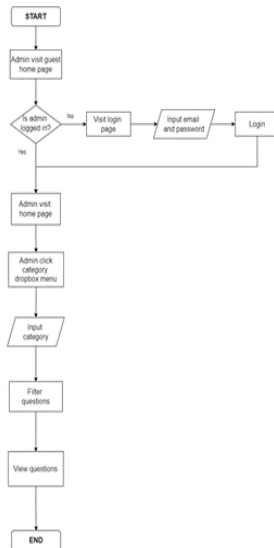 START
Admin visit guest
home page
Is admin
logged in?
No
Visit login
page
Input email
and password
Login
Yes
Admin visit
home page
Admin click
category
dropbox menu
Input
category
Filter
questions
View questions
END